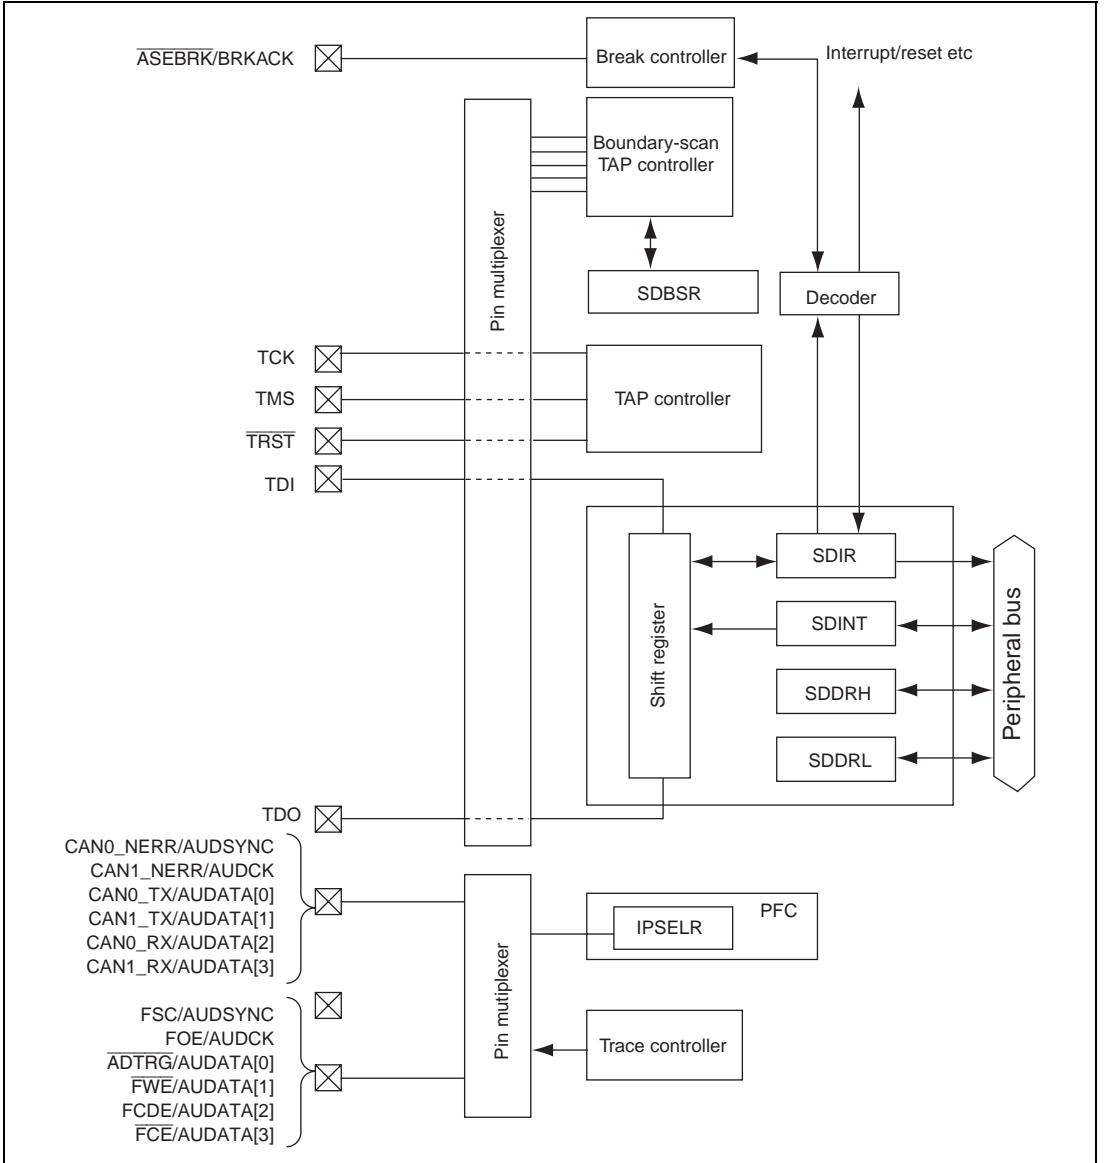 ASEBRK/BRKACK
Break controller
Interrupt/reset etc
Boundary-scan
TAP controller
Pin multiplexer
SDBSR
Decoder
TCK
TMS
TRST
TDI
TAP controller
Shift register
SDIR
SDINT
SDDRH
SDDRL
Peripheral bus
TDO
CAN0_NERR/AUDSYNC
CAN1_NERR/AUDCK
CAN0_TX/AUDATA[0]
CAN1_TX/AUDATA[1]
CAN0_RX/AUDATA[2]
CAN1_RX/AUDATA[3]
Pin mutiplexer
IPSELR
PFC
Trace controller
FSC/AUDSYNC
FOE/AUDCK
ADTRG/AUDATA[0]
FWE/AUDATA[1]
FCDE/AUDATA[2]
FCE/AUDATA[3]